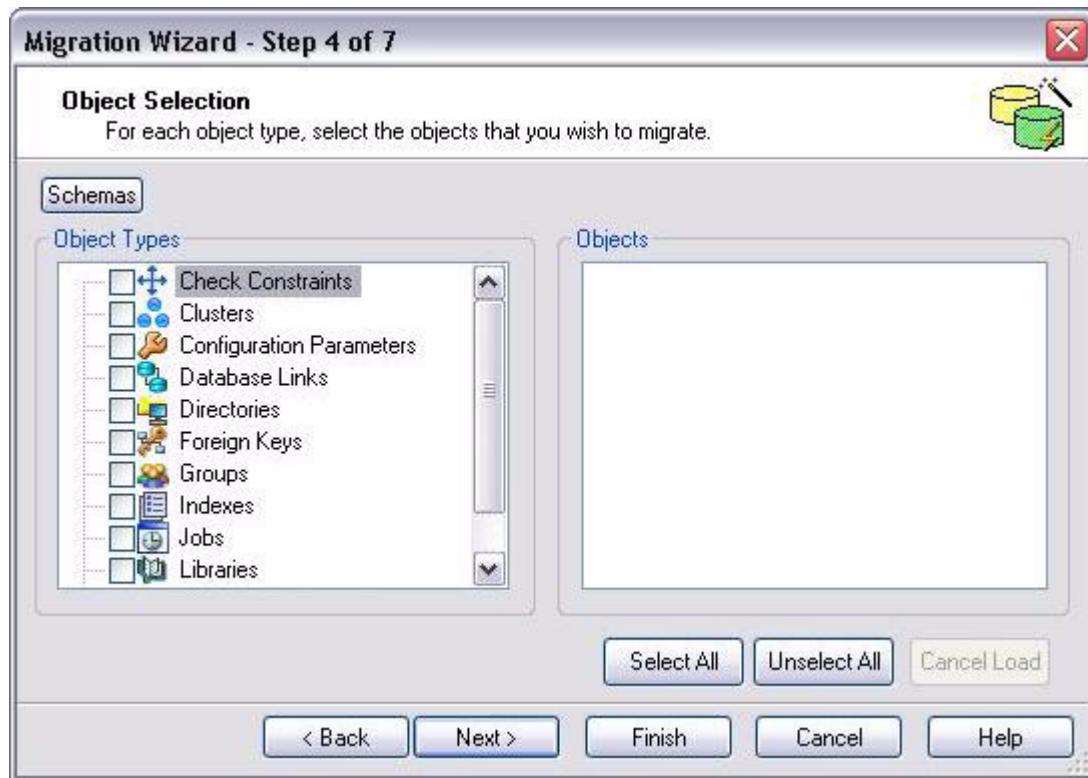 Migration Wizard - Step 4 of 7
Object Selection
For each object type, select the objects that you wish to migrate.
Schemas
Object Types
Objects
Check Constraints
Clusters
Configuration Parameters
Database Links
Directories
Foreign Keys
Groups
Indexes
Jobs
Libraries
Select All
Unselect All
Cancel Load
< Back
Next >
Finish
Cancel
Help